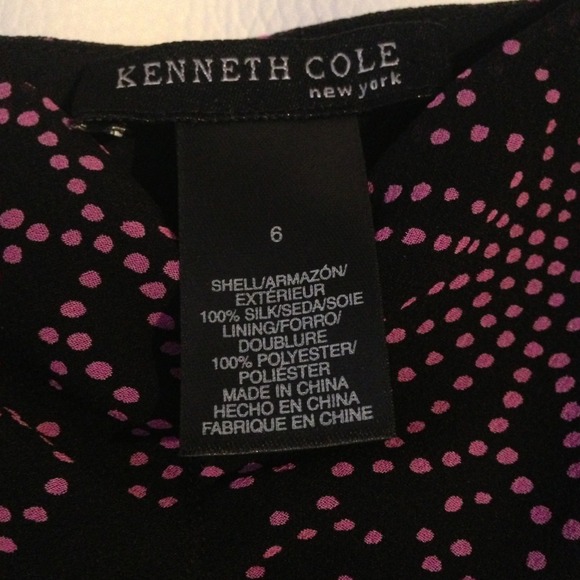 KENNETH COLE
new york
6
SHELL/ARMAZÓN/
EXTÉRIEUR
100% SILK/SEDA/SOIE
LINING/FORRO/
DOUBLURE
100% POLYESTER/
POLIÉSTER
MADE IN CHINA
HECHO EN CHINA
FABRIQUE EN CHINE